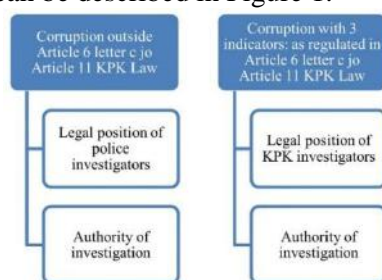 can be described in Figure 1.
Corruption outside
Article 6 letter c jo
Article 11 KPK Law
Legal position of
police
investigators
Authority of
investigation
Corruption with 3
indicators: as regulated in
Article 6 letter c jo
Article 11 KPK Law
Legal position of
KPK investigators
Authority of
investigation